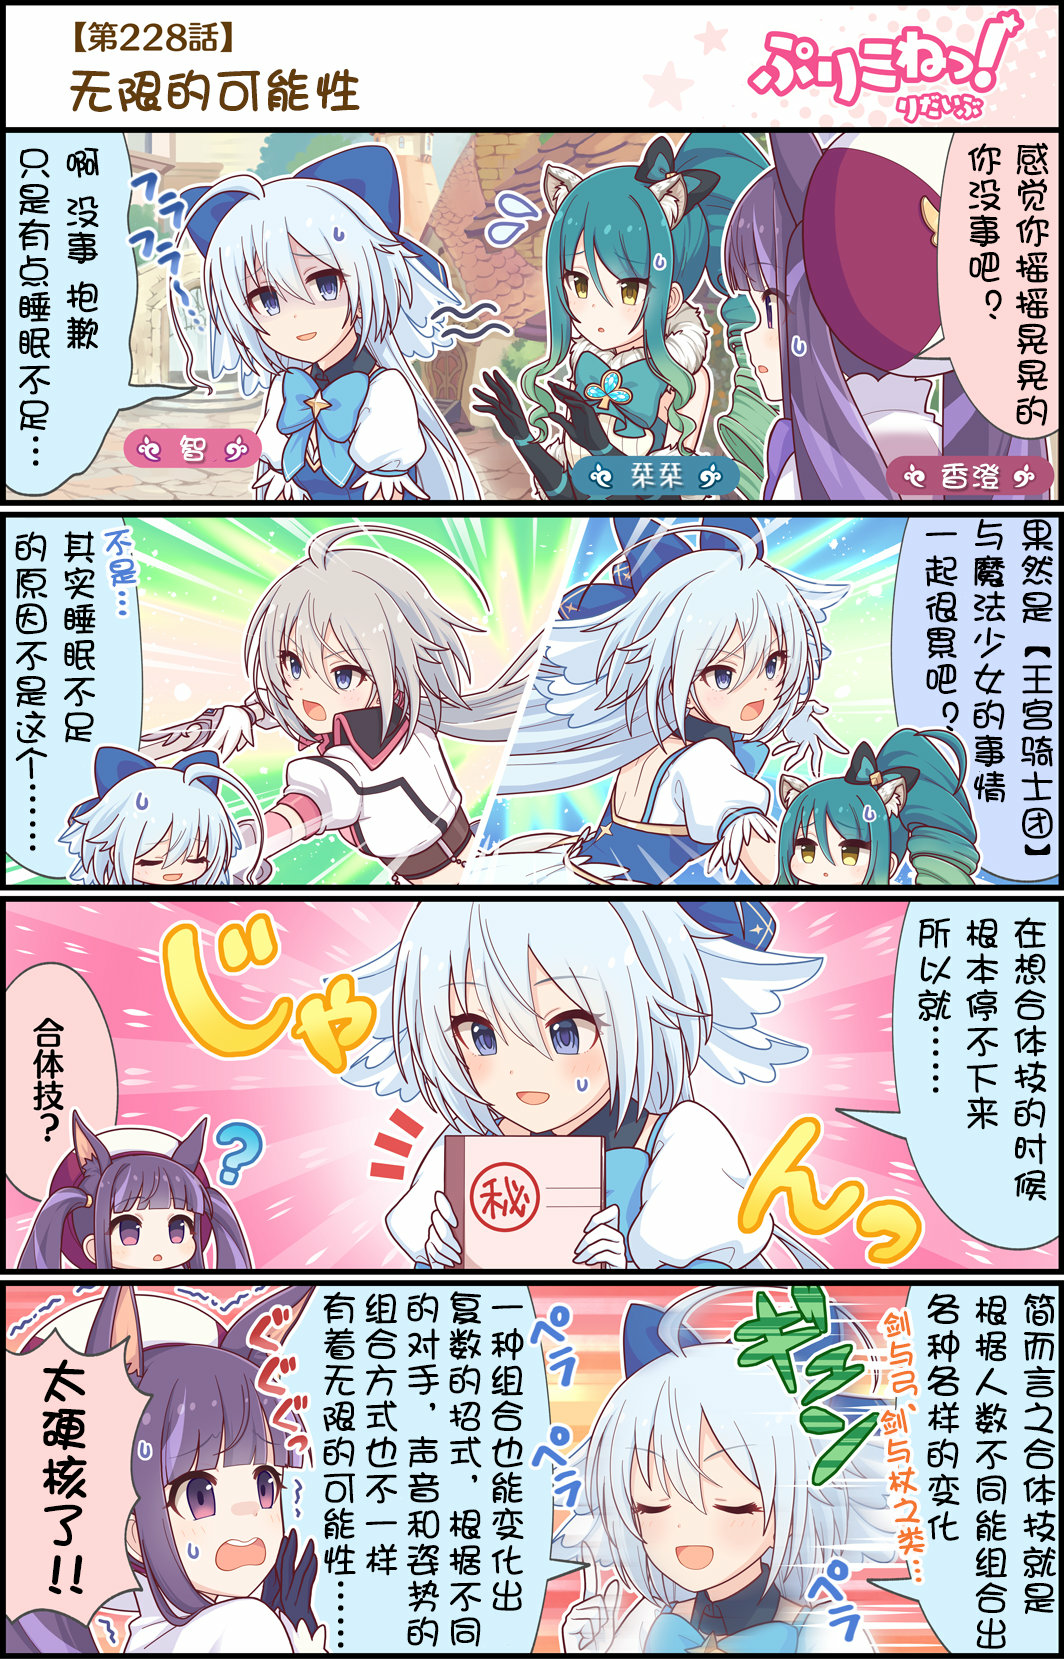 【第228話】
无限的可能性
ぷりこねっ!
りだいぶ
感觉你摇摇晃晃的
你没事吧？
フラフラ
啊 没事 抱歉
只是有点睡眠不足…
智
栞栞
香澄
果然是【王宫骑士团】
与魔法少女的事情
一起很累吧？
不是…
其实睡眠不足
的原因不是这个……
在想合体技的时候
根本停不下来
所以就……
じゃ
んっ
秘
合体技？
？
简而言之合体技就是
根据人数不同能组合出
各种各样的变化
剑与弓、剑与杖之类…
ギュン
ペラ
ペラ
ペラ
一种组合也能变化出
复数的招式，根据不同
的对手，声音和姿势的
组合方式也不一样
有着无限的可能性……
ぐぐぐっ
太硬核了!!